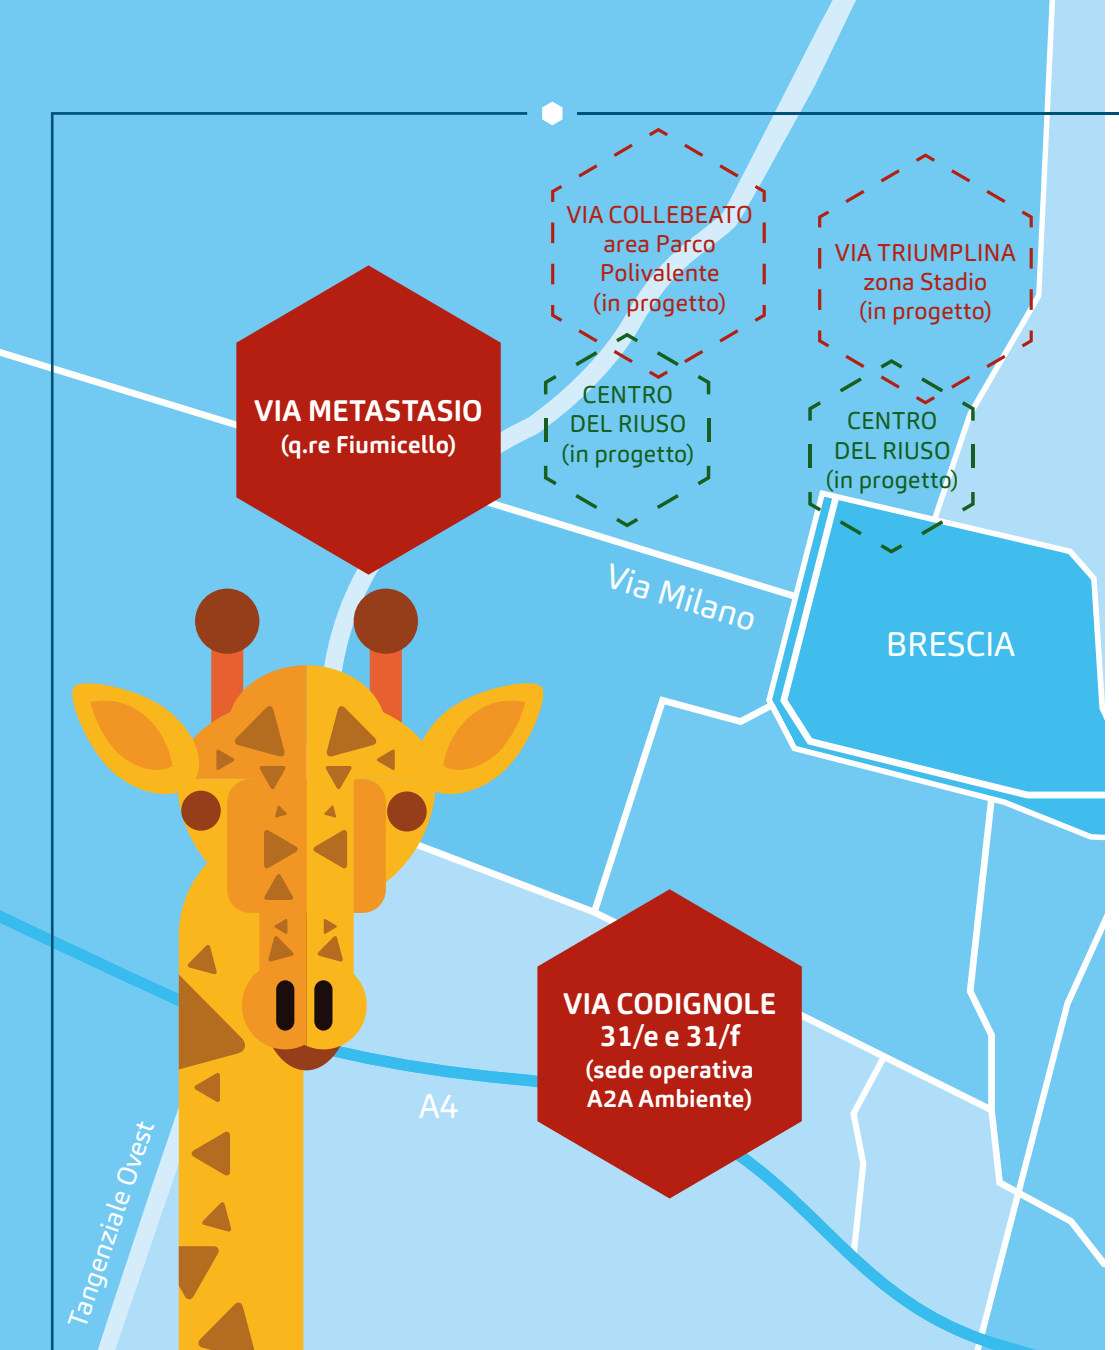 VIA COLLEBEATO
area Parco
Polivalente
(in progetto)
VIA TRIUMPLINA
zona Stadio
(in progetto)
VIA METASTASIO
(q.re Fiumicello)
CENTRO
DEL RIUSO
(in progetto)
CENTRO
DEL RIUSO
(in progetto)
Via Milano
BRESCIA
VIA CODIGNOLE
31/e e 31/f
(sede operativa
A2A Ambiente)
A4
Tangenziale Ovest